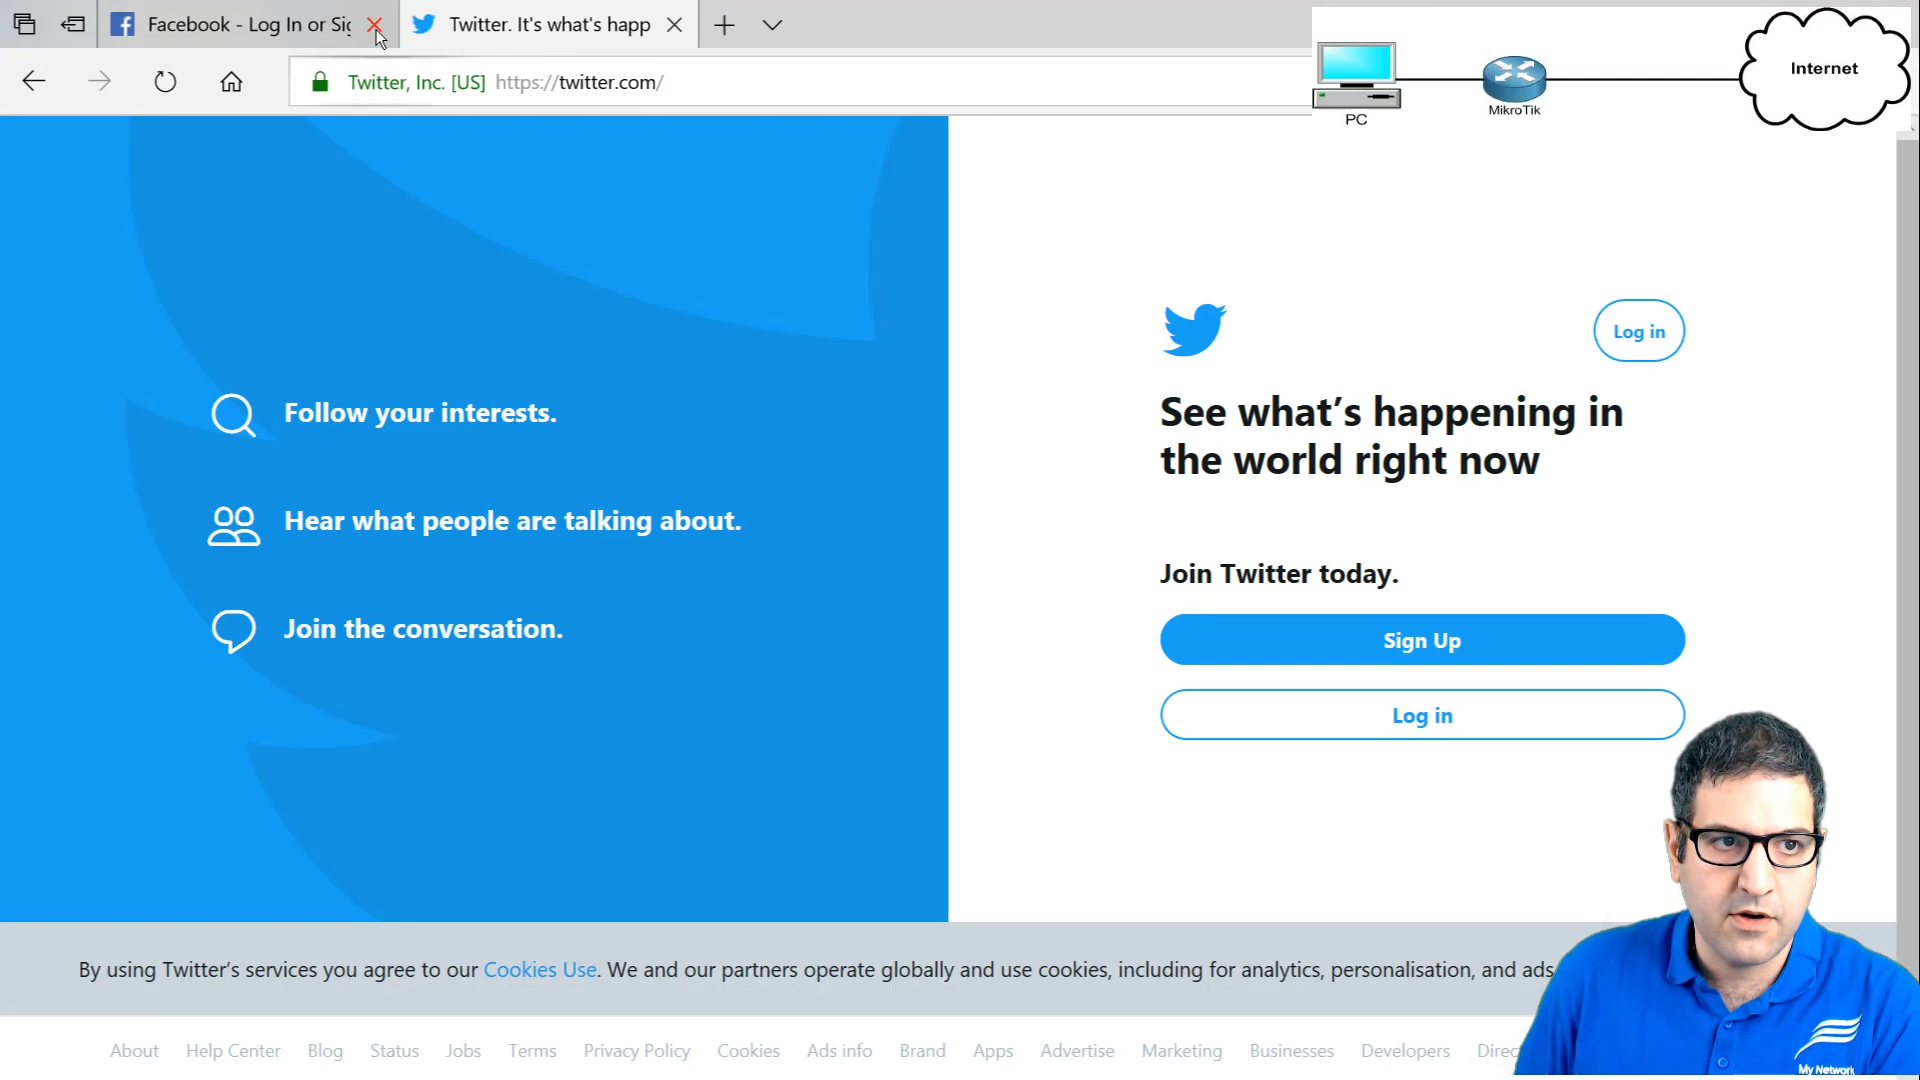 Facebook - Log In or Sig
Twitter. It's what's happ
Twitter, Inc. [US] https://twitter.com/
PC
MikroTik
Internet
Follow your interests.
Hear what people are talking about.
Join the conversation.
Log in
See what’s happening in
the world right now
Join Twitter today.
Sign Up
Log in
By using Twitter’s services you agree to our Cookies Use. We and our partners operate globally and use cookies, including for analytics, personalisation, and ads
About Help Center Blog Status Jobs Terms Privacy Policy Cookies Ads info Brand Apps Advertise Marketing Businesses Developers Direc
My Network